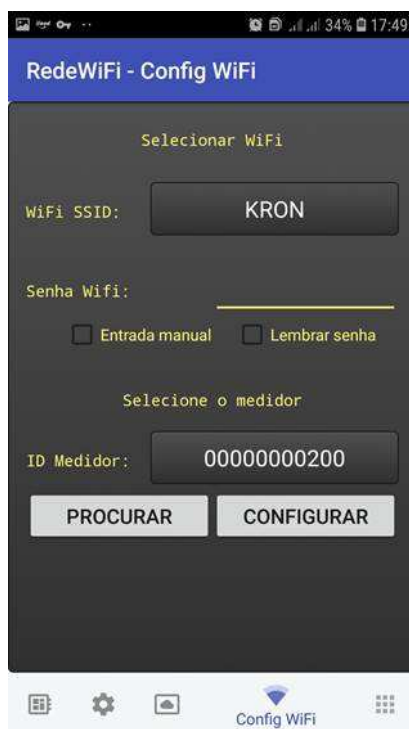 34% 17:49
RedeWiFi - Config WiFi
Selecionar WiFi
WiFi SSID: KRON
Senha Wifi:
Entrada manual Lembrar senha
Selecione o medidor
ID Medidor: 00000000200
PROCURAR CONFIGURAR
Config WiFi